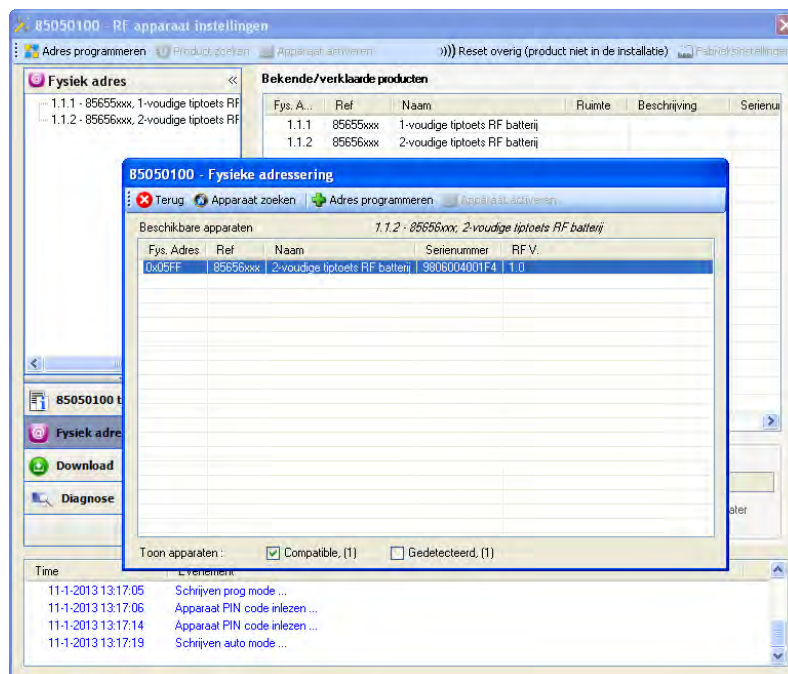 85050100 - RF apparaat instellingen
Adres programmeren Product zoeken Apparaat activeren Reset overig (product niet in de installatie) Fabrieksinstellingen
Fysiek adres
1.1.1 - 85655xxx, 1-voudige tiptoets RF
1.1.2 - 85656xxx, 2-voudige tiptoets RF
Bekende/verklaarde producten
Fys. A... Ref Naam Ruimte Beschrijving Serienu
1.1.1 85655xxx 1-voudige tiptoets RF batterij
1.1.2 85656xxx 2-voudige tiptoets RF batterij
85050100 - Fysieke adressering
Terug Apparaat zoeken Adres programmeren Apparaat activeren
Beschikbare apparaten 1.1.2 - 85656xxx, 2-voudige tiptoets RF batterij
Fys. Adres Ref Naam Serienummer RF V.
0x05FF 85656xxx 2-voudige tiptoets RF batterij 9806004001F4 1.0
Toon apparaten : Compatible, (1) Gedetecteerd, (1)
85050100 t
Fysiek adre
Download
Diagnose
ater
Time Evenement
11-1-2013 13:17:05 Schrijven prog mode ...
11-1-2013 13:17:06 Apparaat PIN code inlezen ...
11-1-2013 13:17:14 Apparaat PIN code inlezen ...
11-1-2013 13:17:19 Schrijven auto mode ...